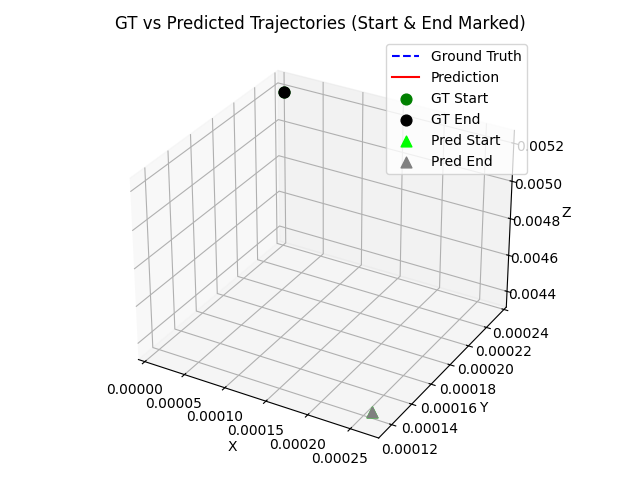 GT vs Predicted Trajectories (Start & End Marked)
Ground Truth
Prediction
GT Start
GT End
Pred Start
Pred End
0.0052
0.0050
0.0048
0.0046
0.0044
Z
0.00024
0.00022
0.00020
0.00018
0.00016
0.00014
0.00012
Y
0.00000
0.00005
0.00010
0.00015
0.00020
0.00025
X